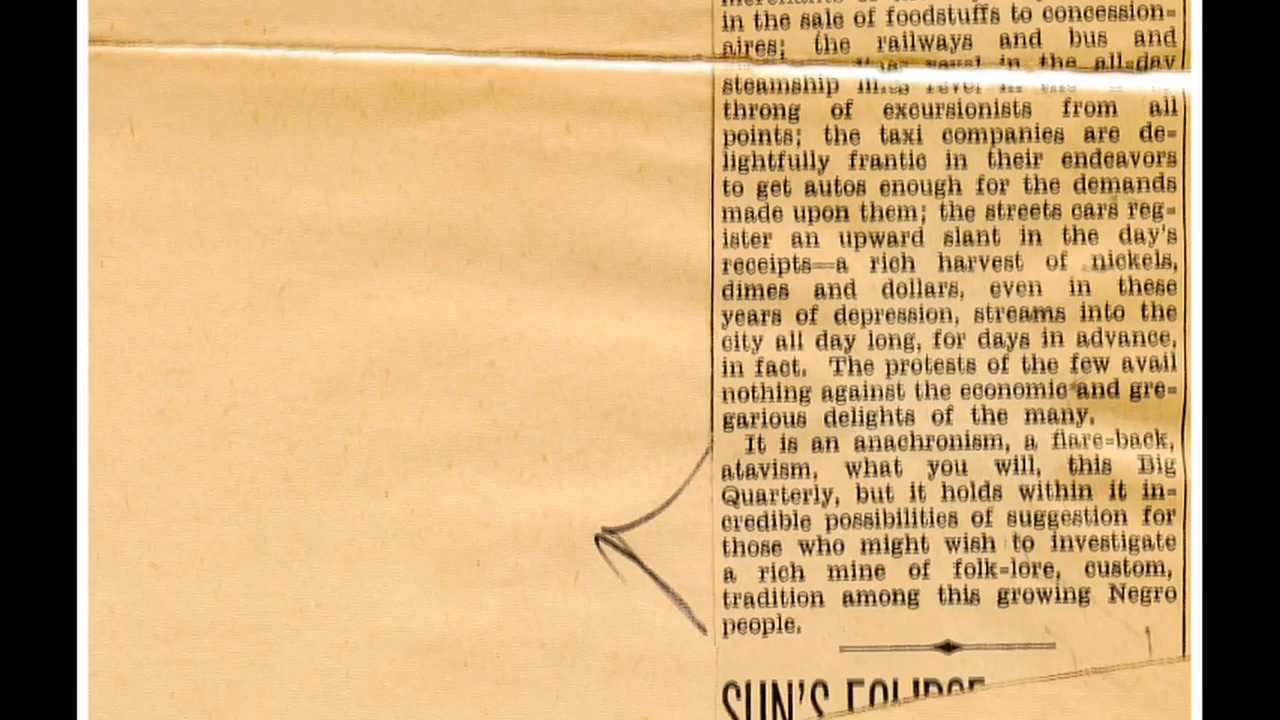 in the sale of foodstuffs to concession-
aires; the railways and bus and
in the all-day
steamship
throng of excursionists from all
points; the taxi companies are de-
lightfully frantic in their endeavors
to get autos enough for the demands
made upon them; the streets cars reg-
ister an upward slant in the day's
receipts—a rich harvest of nickels,
dimes and dollars, even in these
years of depression, streams into the
city all day long, for days in advance,
in fact. The protests of the few avail
nothing against the economic and gre-
garious delights of the many.
It is an anachronism, a flare-back,
atavism, what you will, this Big
Quarterly, but it holds within it in-
credible possibilities of suggestion for
those who might wish to investigate
a rich mine of folk-lore, custom,
tradition among this growing Negro
people.
SUN'S ECLIPSE